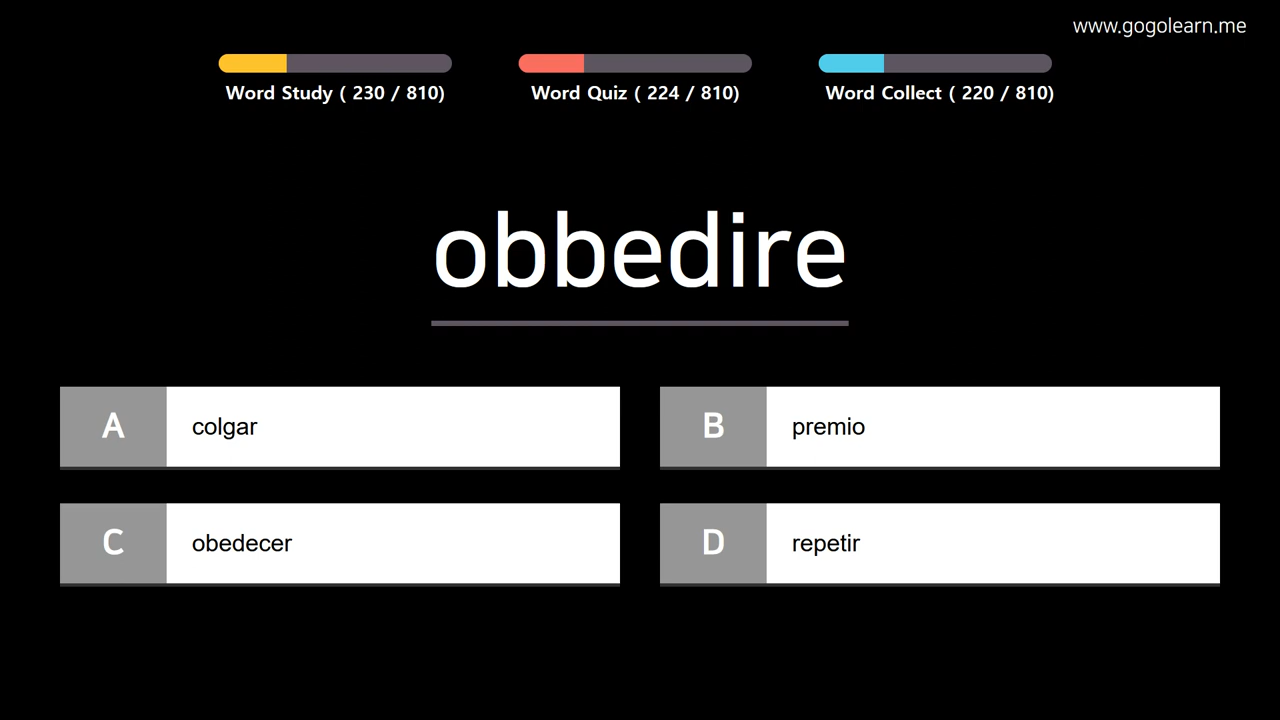 www.gogolearn.me
Word Study ( 230 / 810)
Word Quiz ( 224 / 810)
Word Collect ( 220 / 810)
obbedire
A colgar
B premio
C obedecer
D repetir